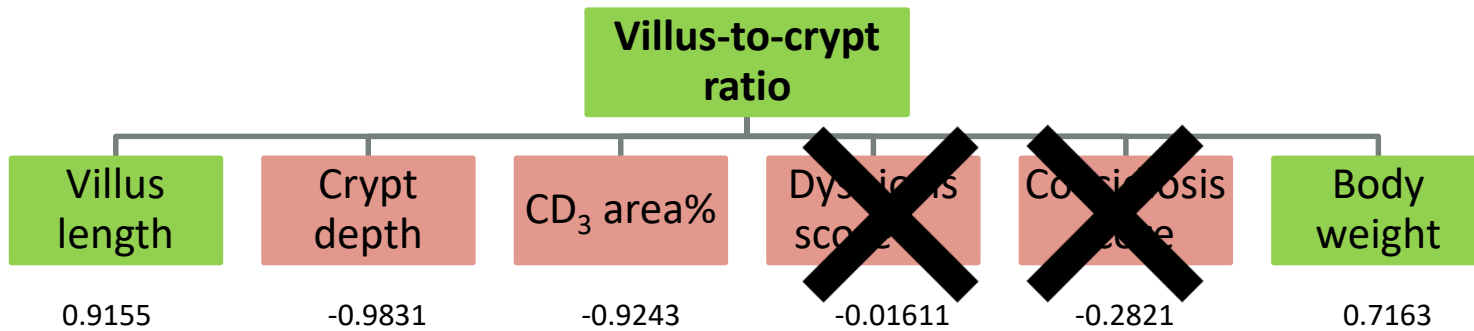 Villus-to-crypt
ratio
Villus
length
Crypt
depth
CD₃ area%
score
Body
weight
0.9155
-0.9831
-0.9243
-0.01611
-0.2821
0.7163